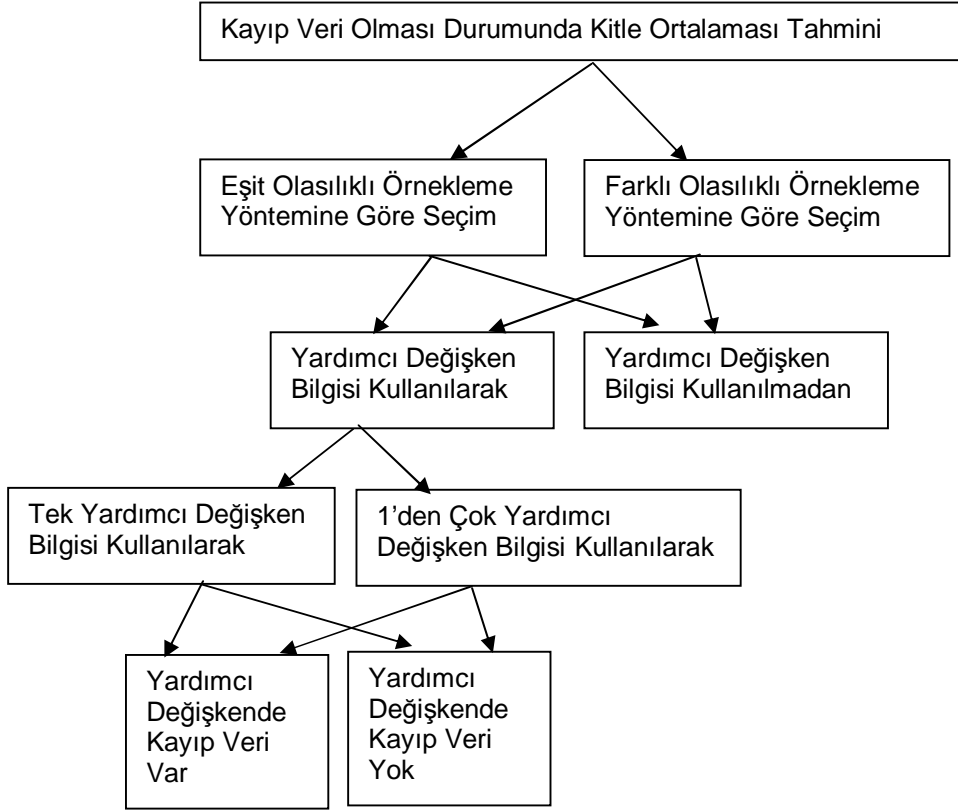 Kayıp Veri Olması Durumunda Kitle Ortalaması Tahmini
Eşit Olasılıklı Örnekleme
Yöntemine Göre Seçim
Farklı Olasılıklı Örnekleme
Yöntemine Göre Seçim
Yardımcı Değişken
Bilgisi Kullanılarak
Yardımcı Değişken
Bilgisi Kullanılmadan
Tek Yardımcı Değişken
Bilgisi Kullanılarak
1’den Çok Yardımcı
Değişken Bilgisi Kullanılarak
Yardımcı
Değişkende
Kayıp Veri
Var
Yardımcı
Değişkende
Kayıp Veri
Yok